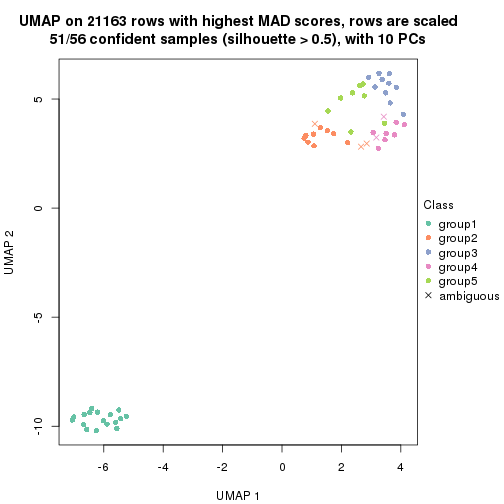 UMAP on 21163 rows with highest MAD scores, rows are scaled
51/56 confident samples (silhouette > 0.5), with 10 PCs
5
0
-5
-10
UMAP 2
-6
-4
-2
0
2
4
UMAP 1
Class
group1
group2
group3
group4
group5
ambiguous